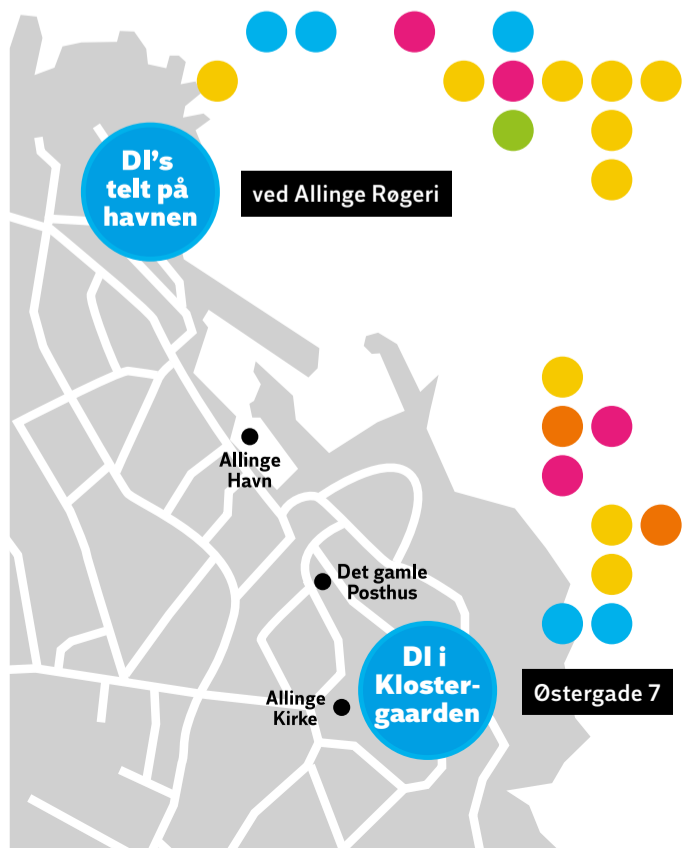 DI’s
telt på
havnen
ved Allinge Røgeri
Allinge
Havn
Det gamle
Posthus
DI i
Kloster-
gaarden
Østergade 7
Allinge
Kirke